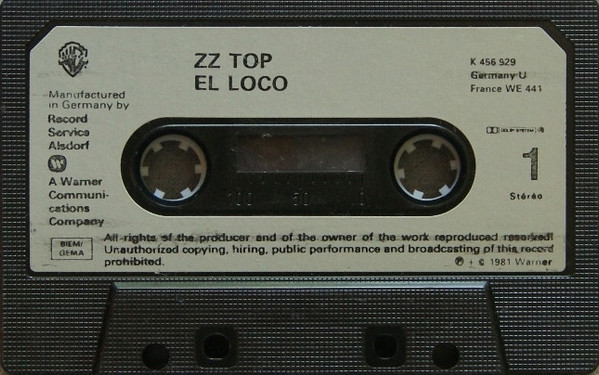 ZZ TOP
EL LOCO
K 456 929
Germany U
France WE 441
Manufactured
in Germany by
Record
Service
Alsdorf
A Warner
Communi-
cations
Company
BIEM/
GEMA
100 50 0
DOLBY SYSTEM
1
Stéréo
All rights of the producer and of the owner of the work reproduced reserved!
Unauthorized copying, hiring, public performance and broadcasting of this record
prohibited.
℗ + © 1981 Warner